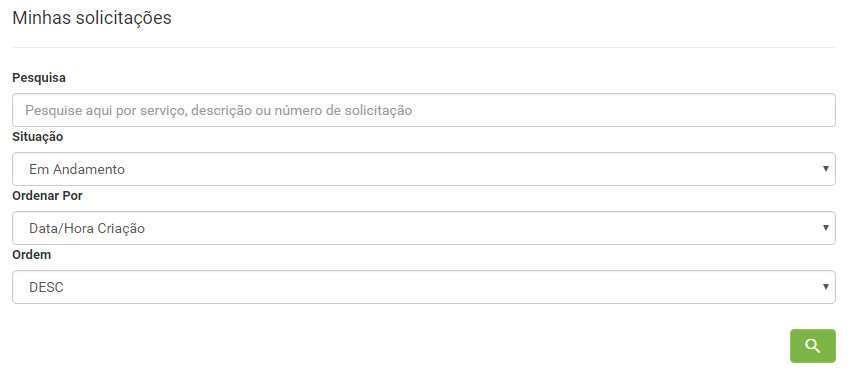 Minhas solicitações
Pesquisa
Pesquise aqui por serviço, descrição ou número de solicitação
Situação
Em Andamento
Ordenar Por
Data/Hora Criação
Ordem
DESC